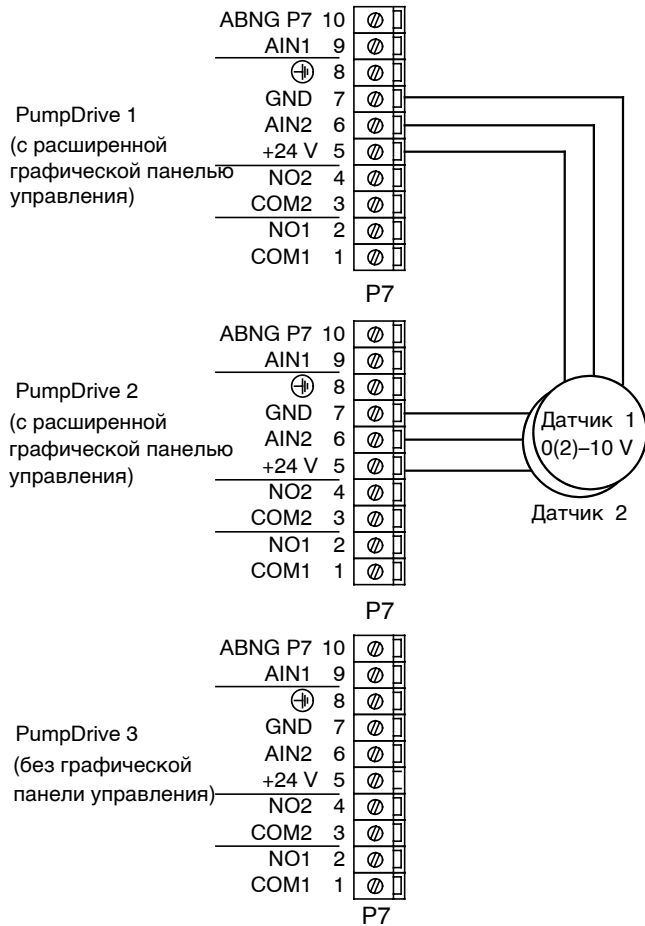 ABNG P7 10
AIN1 9
8
GND 7
PumpDrive 1
AIN2 6
(с расширенной
+24 V 5
графической панелью
NO2 4
управления)
COM2 3
NO1 2
COM1 1
P7
ABNG P7 10
AIN1 9
8
PumpDrive 2
GND 7
Датчик 1
(с расширенной
AIN2 6
0(2)–10 V
графической панелью
+24 V 5
управления)
NO2 4
Датчик 2
COM2 3
NO1 2
COM1 1
P7
ABNG P7 10
AIN1 9
8
PumpDrive 3
GND 7
(без графической
AIN2 6
+24 V 5
панели управления)
NO2 4
COM2 3
NO1 2
COM1 1
P7